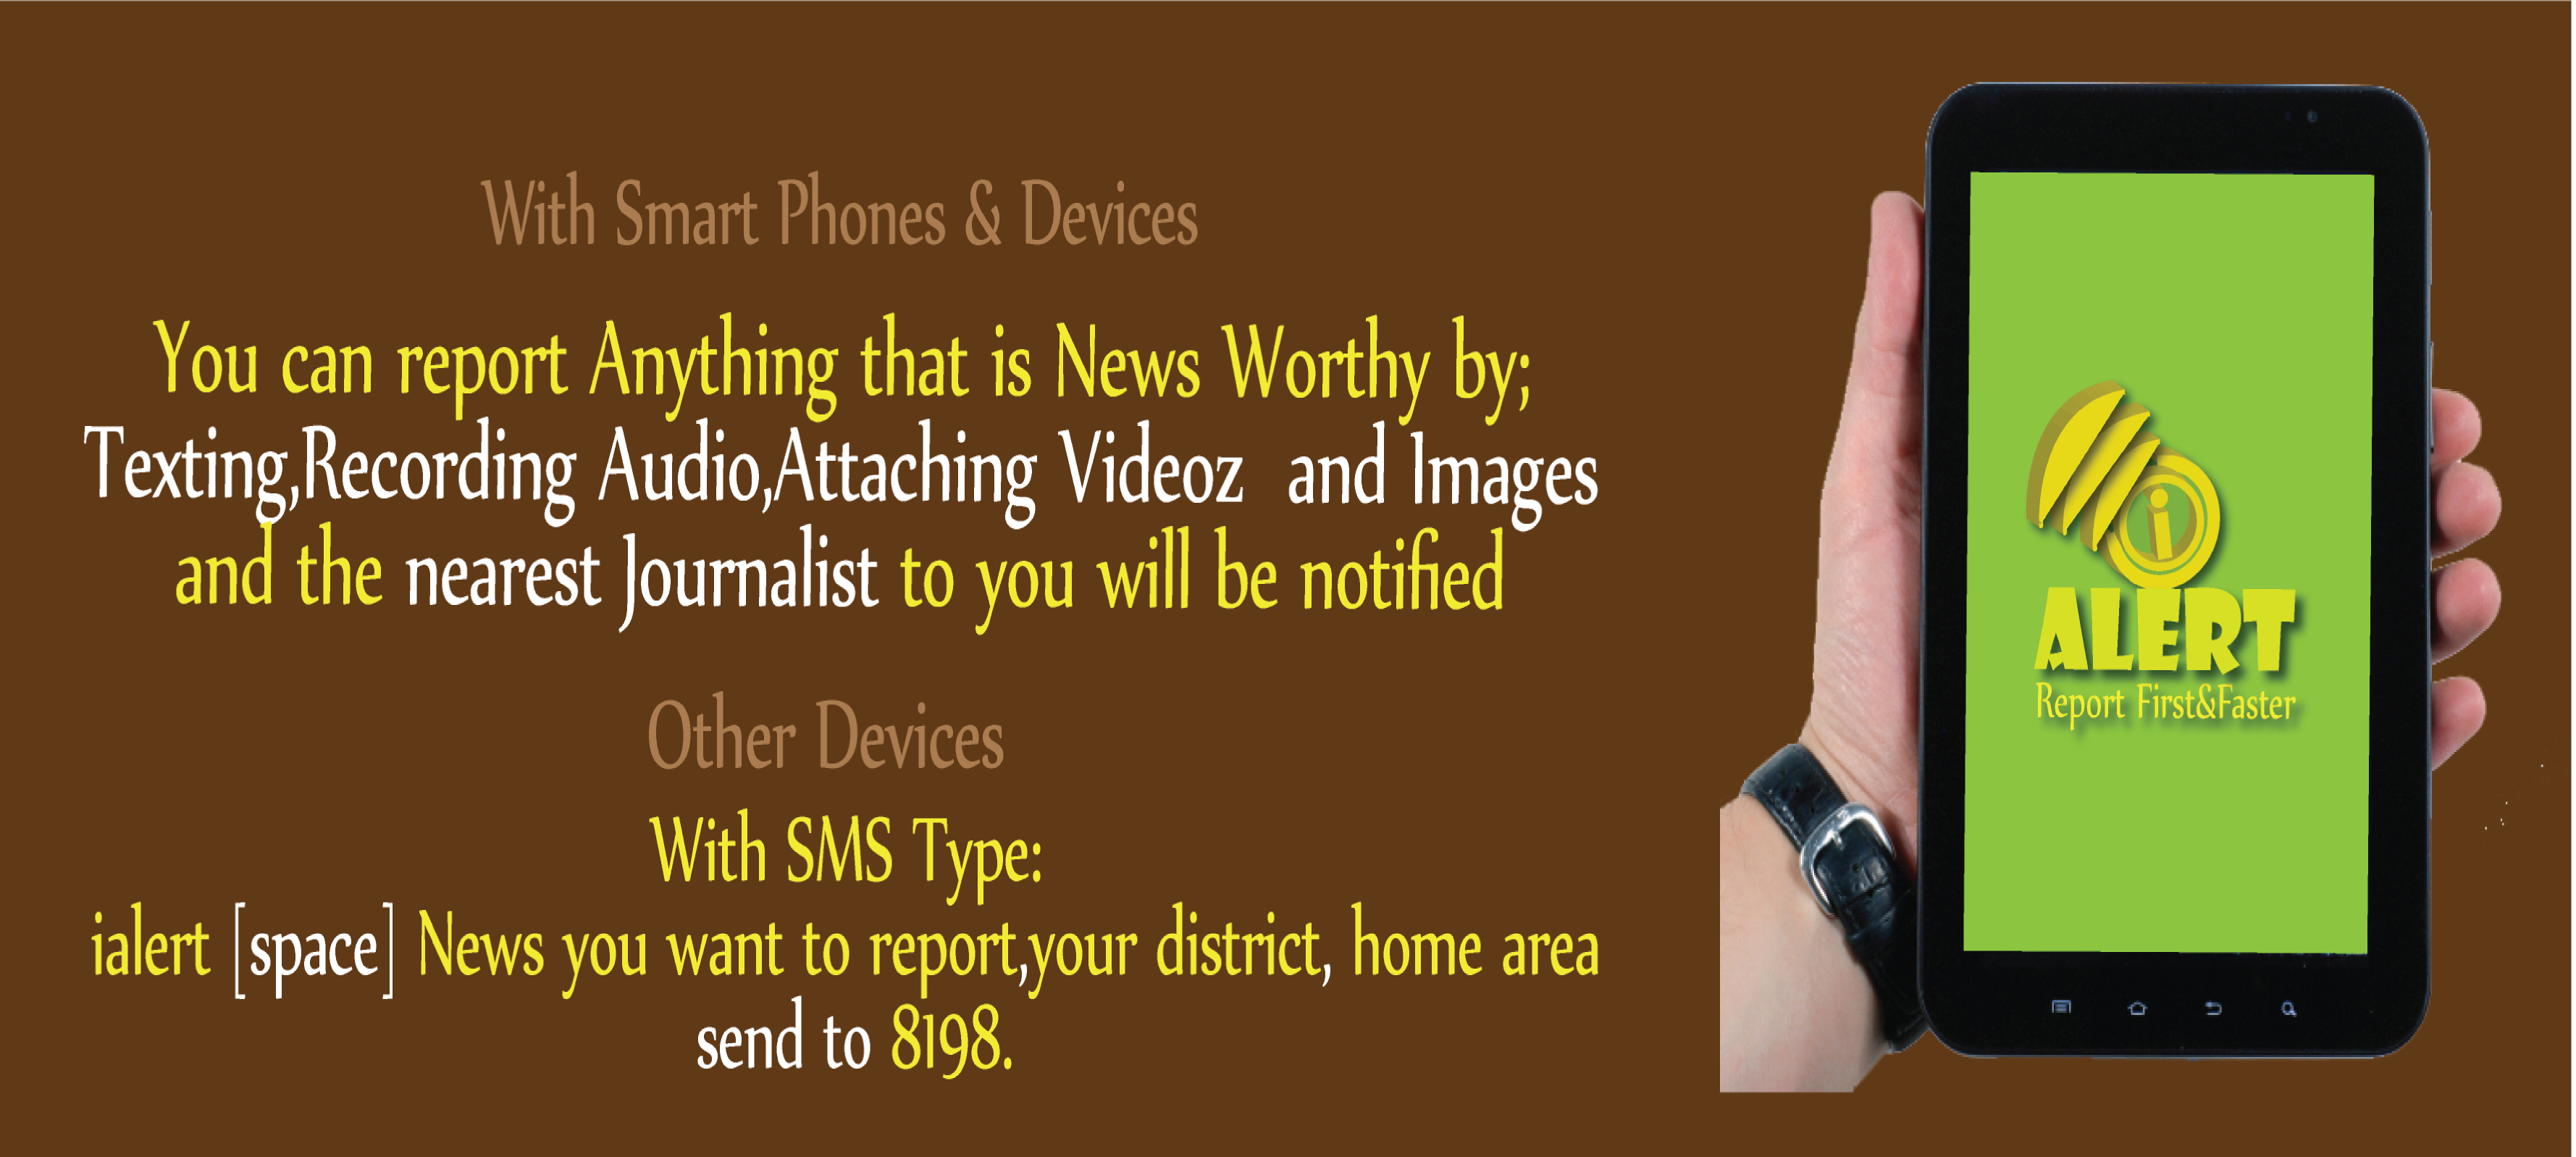 With Smart Phones & Devices
You can report Anything that is News Worthy by;
Texting,Recording Audio,Attaching Videoz and Images
and the nearest Journalist to you will be notified
Other Devices
With SMS Type:
ialert [space] News you want to report,your district, home area
send to 8198.
i
ALERT
Report First&Faster